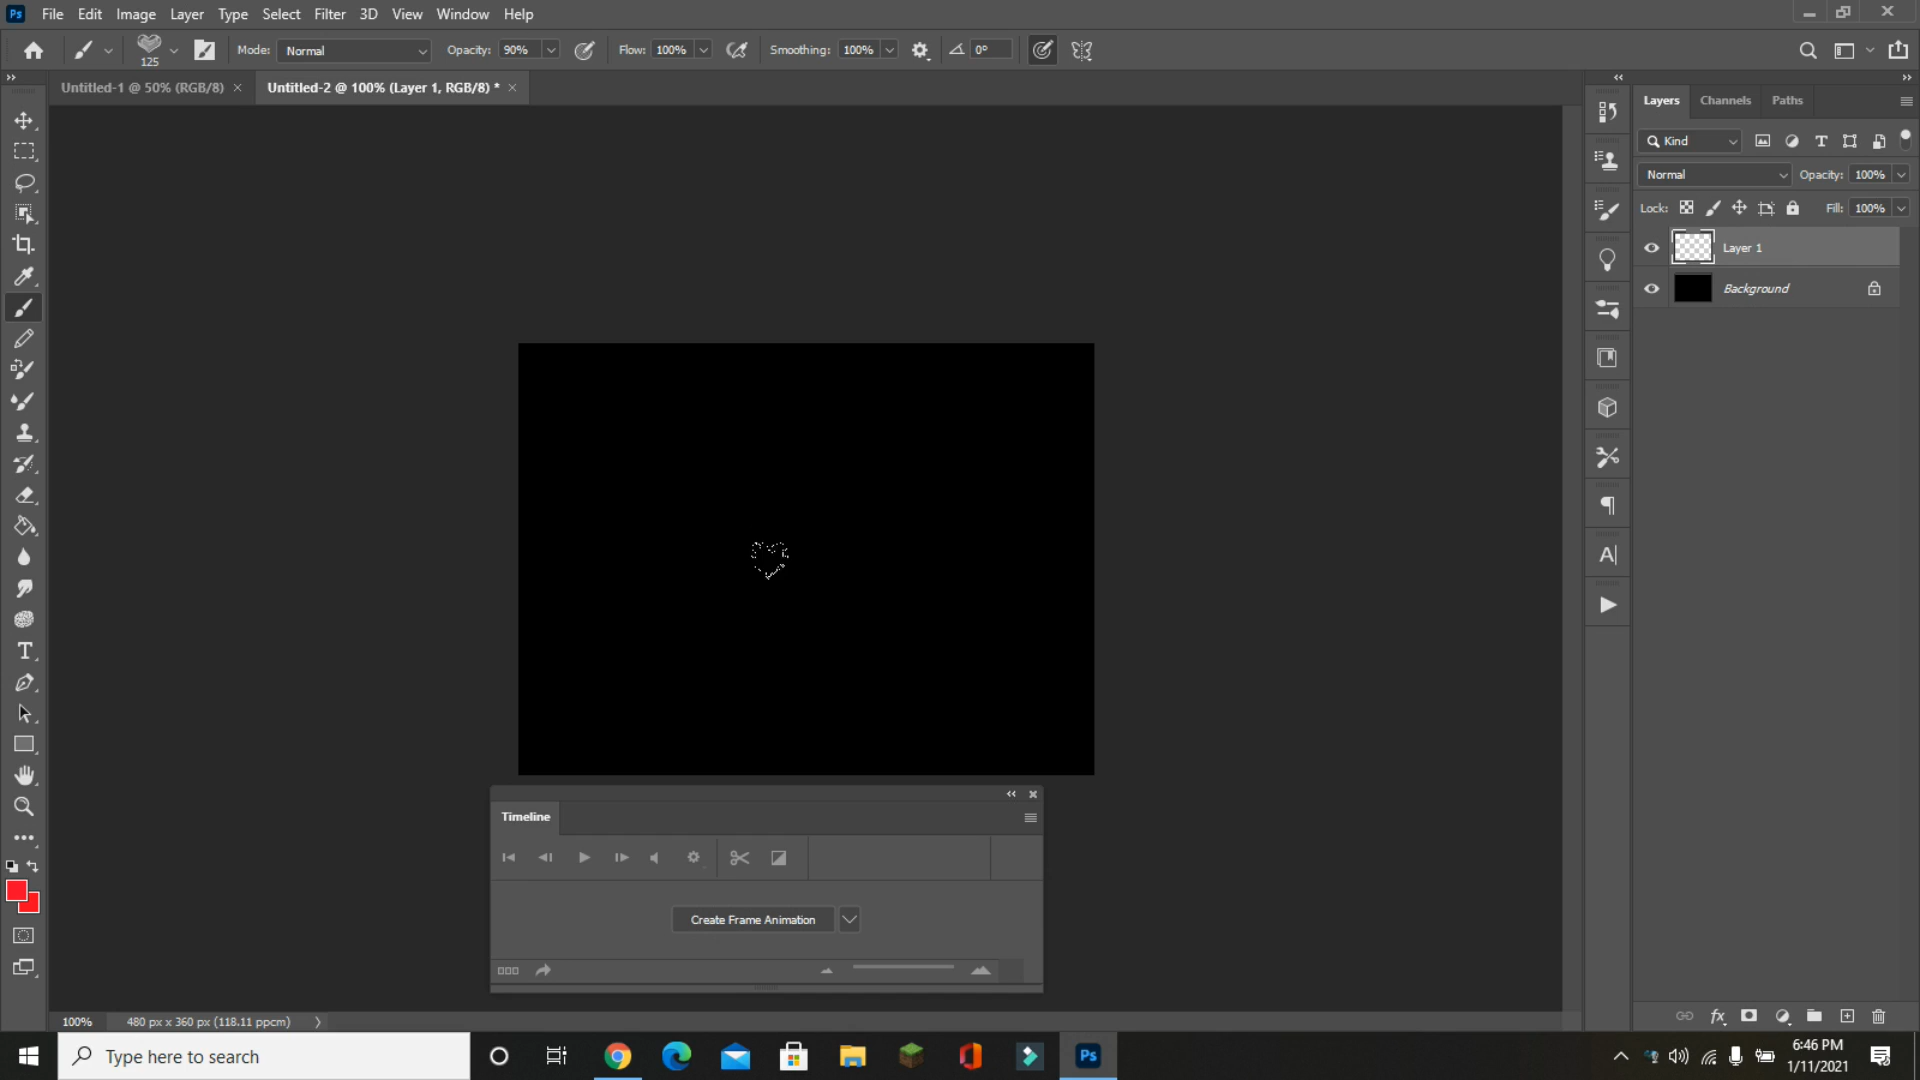 Ps File Edit Image Layer Type Select Filter 3D View Window Help
125 Mode: Normal Opacity: 90% Flow: 100% Smoothing: 100% 0°
Untitled-1 @ 50% (RGB/8) × Untitled-2 @ 100% (Layer 1, RGB/8) * ×
Layers Channels Paths
Kind
Normal Opacity: 100%
Lock: Fill: 100%
Layer 1
Background
Timeline
Create Frame Animation
100% 480 px x 360 px (118.11 ppcm)
Type here to search
Ps
6:46 PM
1/11/2021